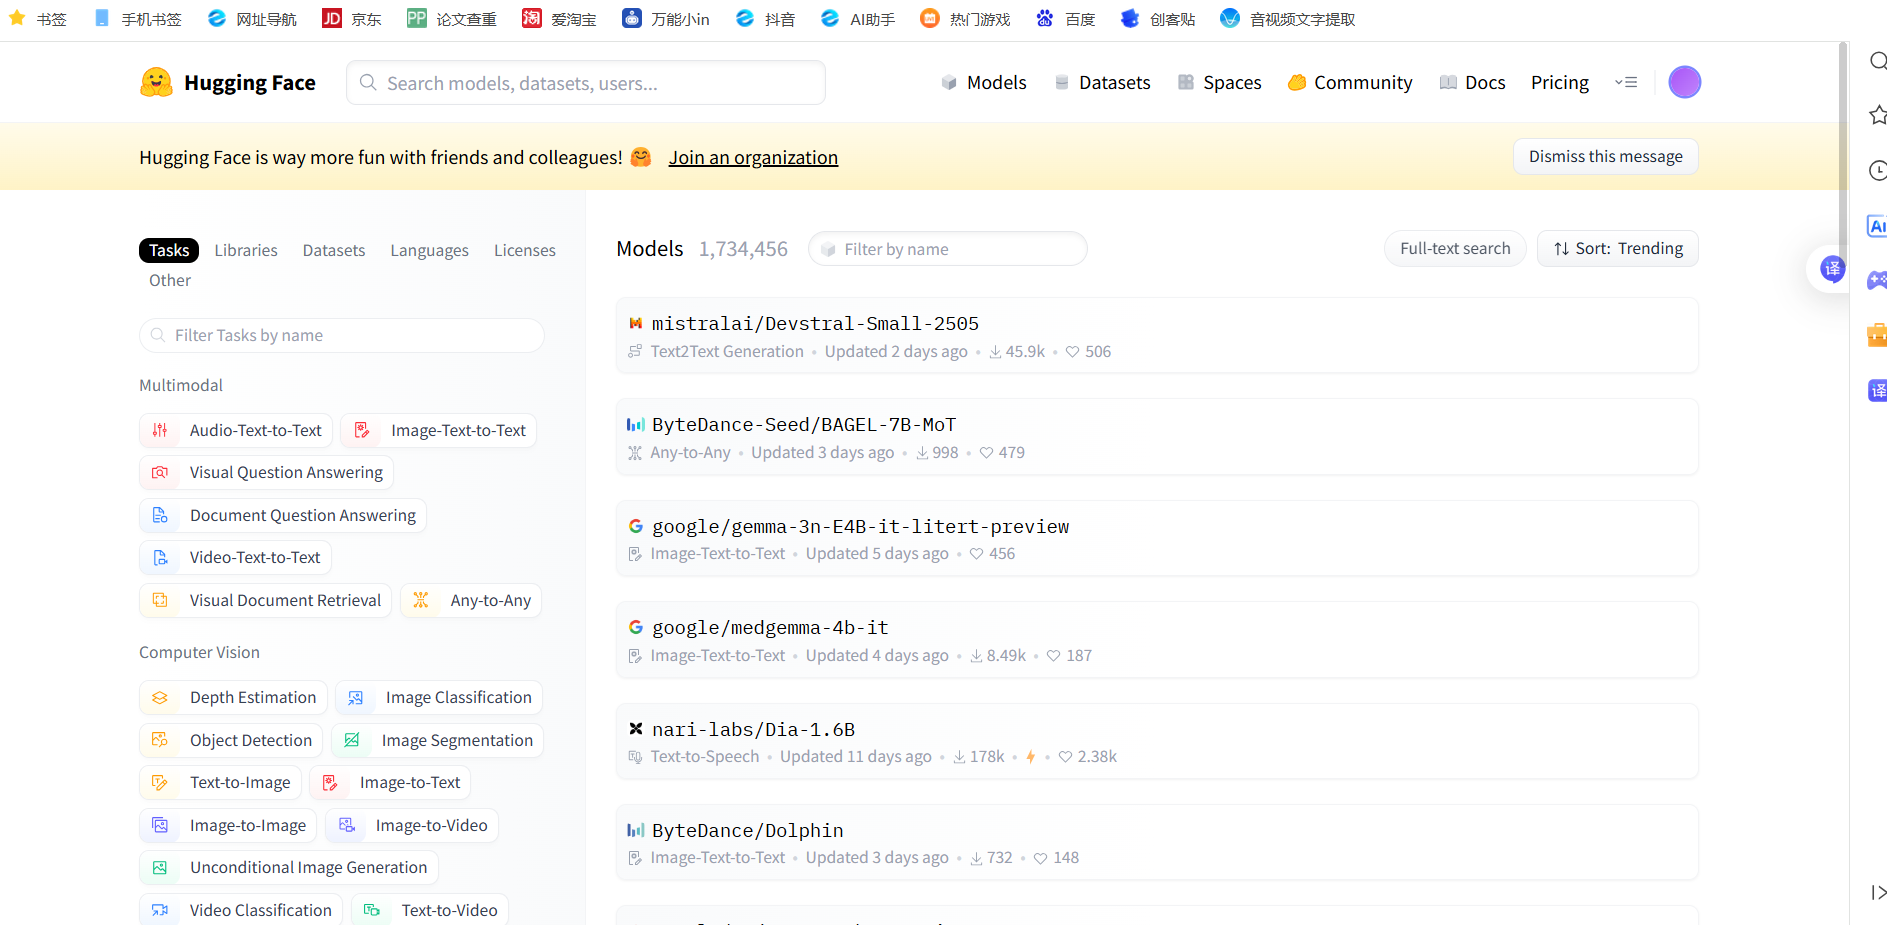 书签 手机书签 网址导航 JD 京东 PP 论文查重 淘 爱淘宝 万能小in 抖音 AI助手 热门游戏 百度 创客贴 音视频文字提取
Hugging Face Search models, datasets, users... Models Datasets Spaces Community Docs Pricing
Hugging Face is way more fun with friends and colleagues! Join an organization Dismiss this message
Tasks Libraries Datasets Languages Licenses
Other
Filter Tasks by name
Multimodal
Audio-Text-to-Text Image-Text-to-Text
Visual Question Answering
Document Question Answering
Video-Text-to-Text
Visual Document Retrieval Any-to-Any
Computer Vision
Depth Estimation Image Classification
Object Detection Image Segmentation
Text-to-Image Image-to-Text
Image-to-Image Image-to-Video
Unconditional Image Generation
Video Classification Text-to-Video
Models 1,734,456 Filter by name Full-text search Sort: Trending
mistralai/Devstral-Small-2505
Text2Text Generation • Updated 2 days ago • 45.9k • 506
ByteDance-Seed/BAGEL-7B-MoT
Any-to-Any • Updated 3 days ago • 998 • 479
google/gemma-3n-E4B-it-litert-preview
Image-Text-to-Text • Updated 5 days ago • 456
google/medgemma-4b-it
Image-Text-to-Text • Updated 4 days ago • 8.49k • 187
nari-labs/Dia-1.6B
Text-to-Speech • Updated 11 days ago • 178k • 2.38k
ByteDance/Dolphin
Image-Text-to-Text • Updated 3 days ago • 732 • 148
译
Ai
译